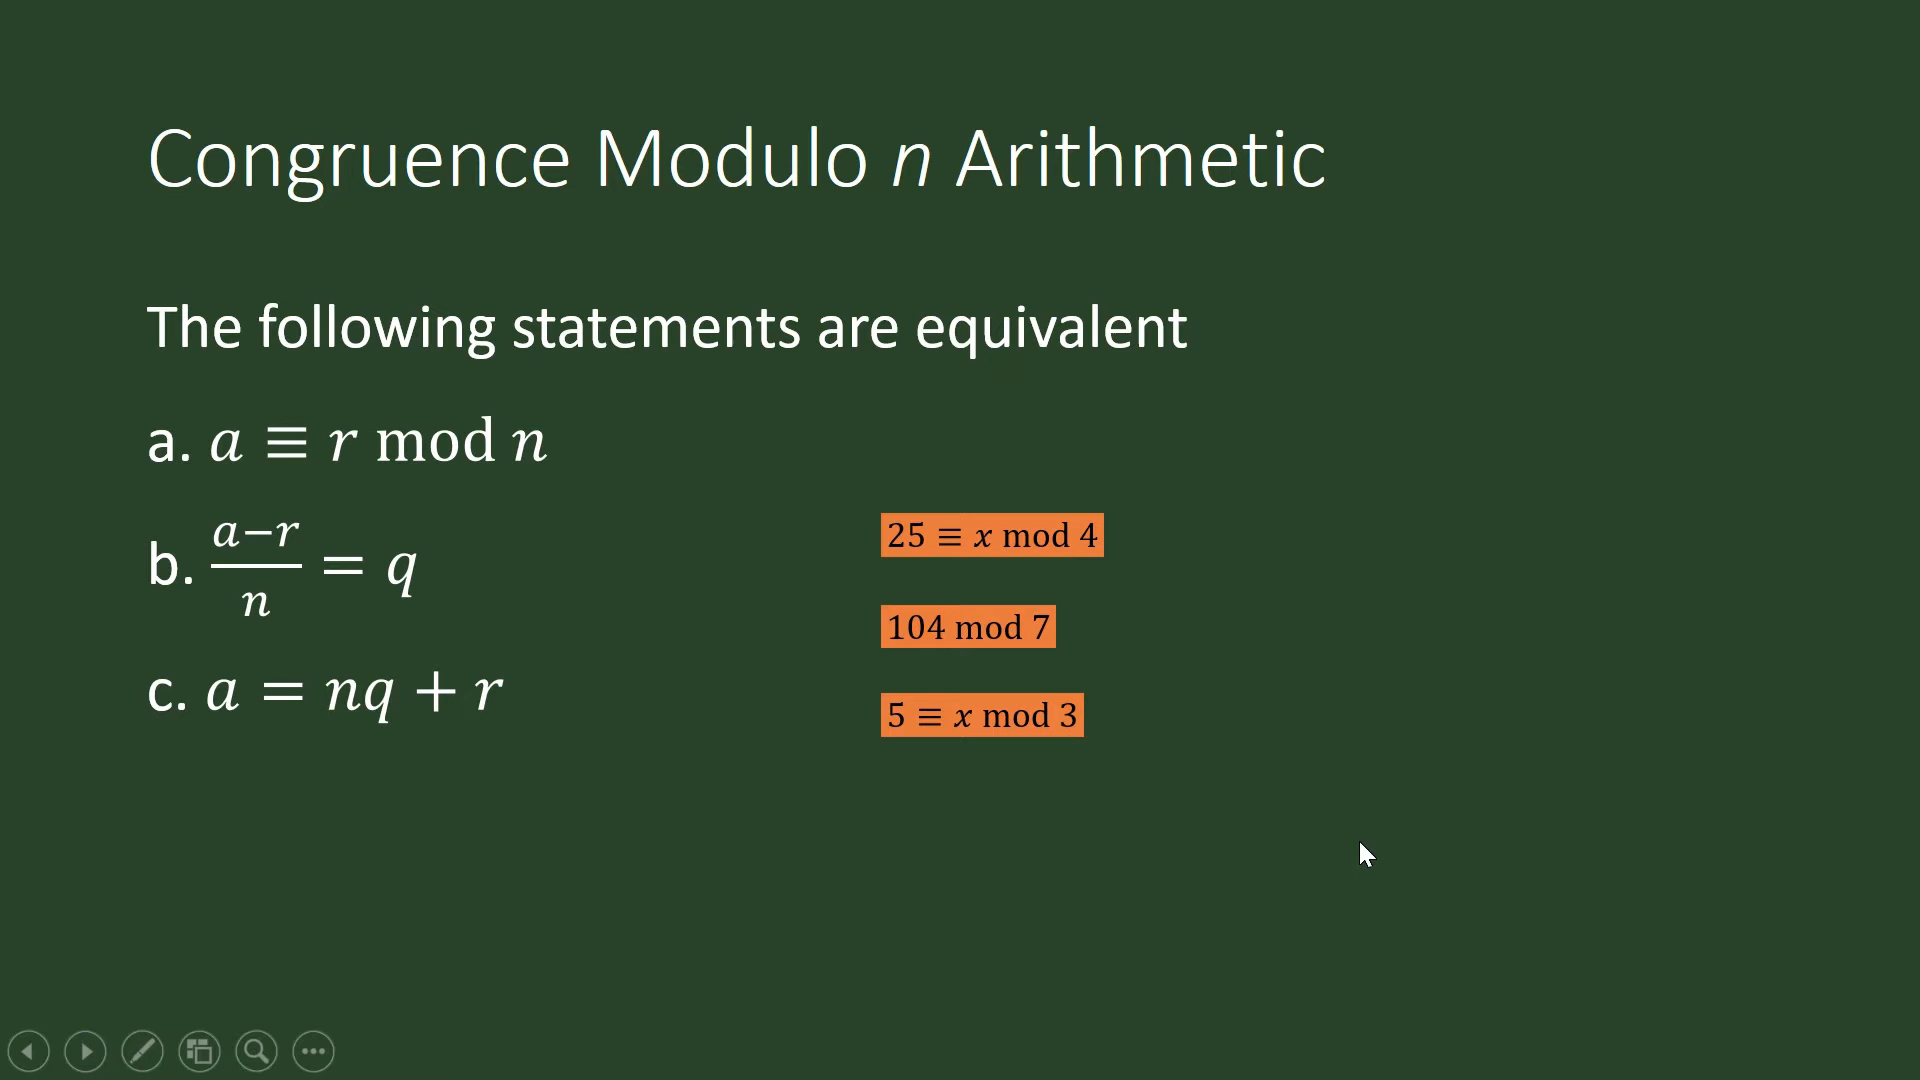 Congruence Modulo n Arithmetic
The following statements are equivalent
a. a ≡ r mod n
b. \frac{a−r}{n} = q
c. a = nq + r
25 ≡ x mod 4
104 mod 7
5 ≡ x mod 3